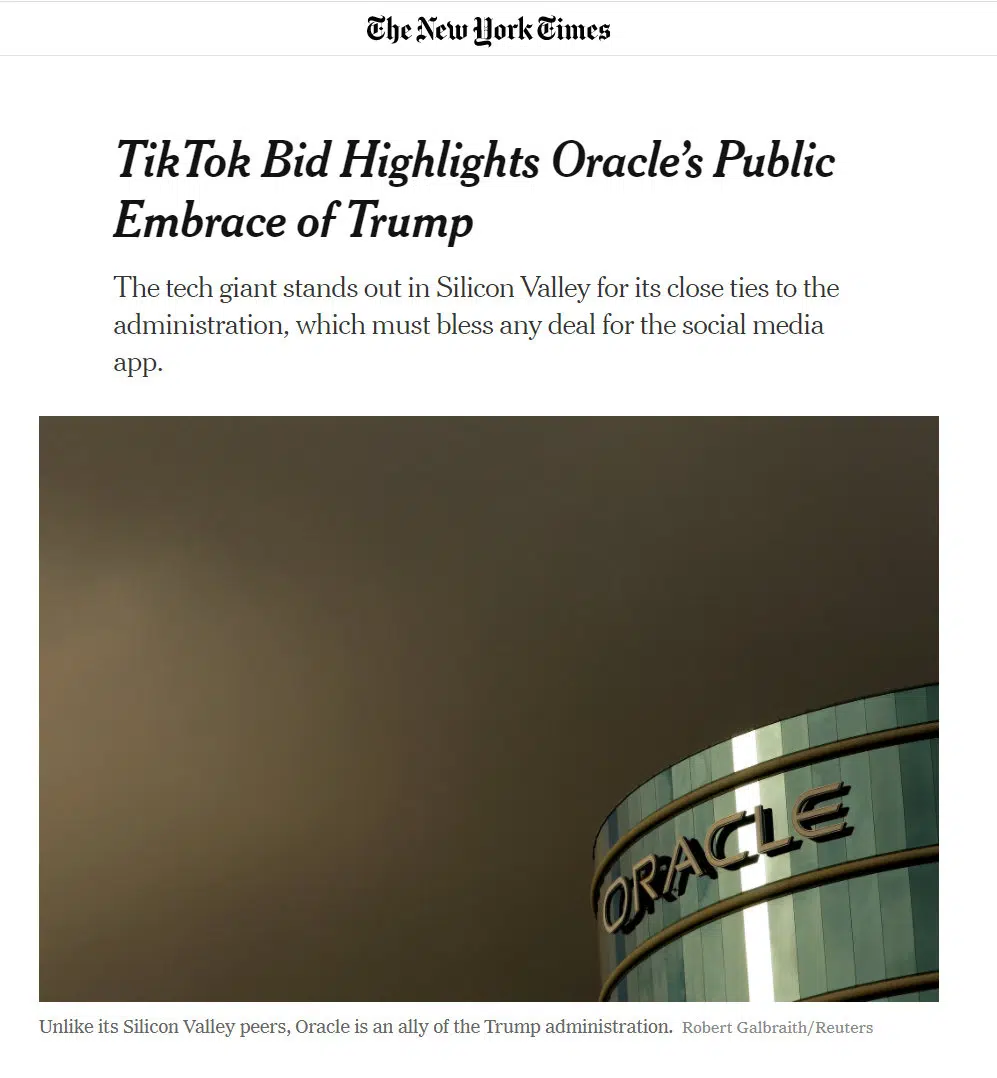 The New York Times
TikTok Bid Highlights Oracle’s Public
Embrace of Trump
The tech giant stands out in Silicon Valley for its close ties to the
administration, which must bless any deal for the social media
app.
ORACLE
Unlike its Silicon Valley peers, Oracle is an ally of the Trump administration. Robert Galbraith/Reuters